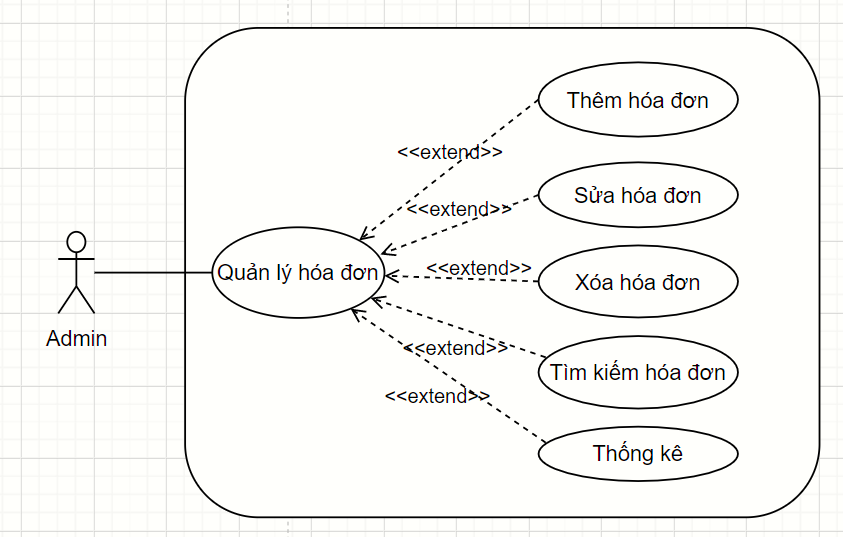 Thêm hóa đơn
<<extend>>
Sửa hóa đơn
<<extend>>
Quản lý hóa đơn
<<extend>>
Xóa hóa đơn
Admin
<<extend>>
Tìm kiếm hóa đơn
<<extend>>
Thống kê